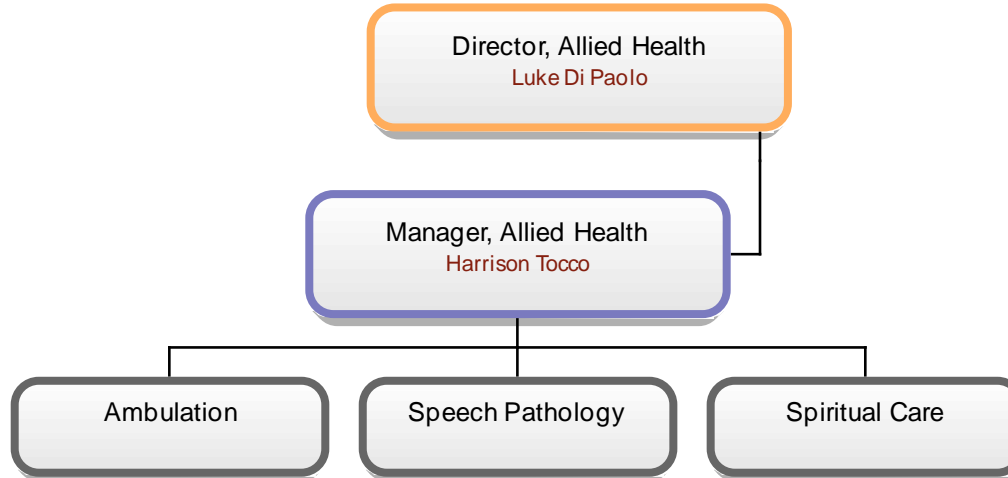 Director, Allied Health
Luke Di Paolo
Manager, Allied Health
Harrison Tocco
Ambulation
Speech Pathology
Spiritual Care